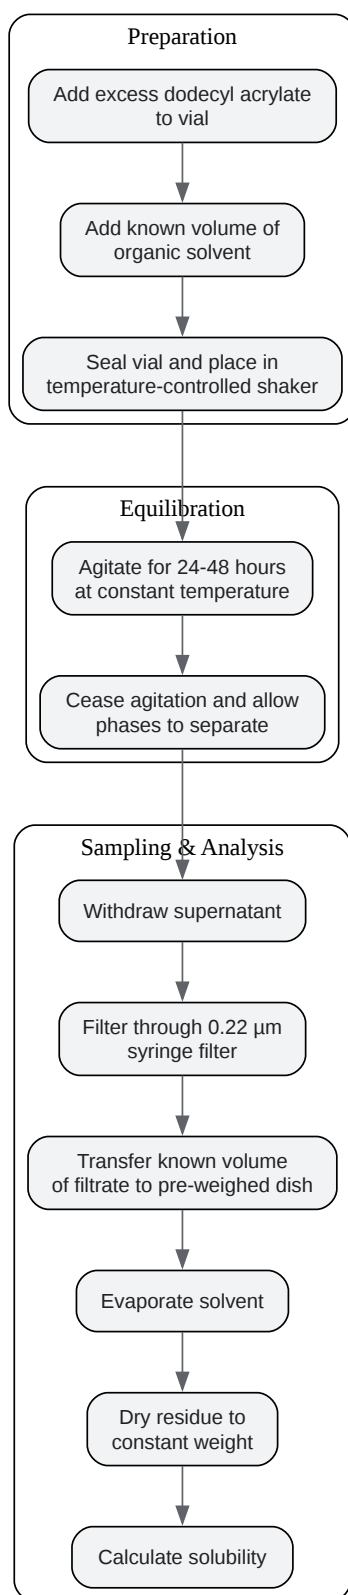 Preparation
Add excess dodecyl acrylate
to vial
Add known volume of
organic solvent
Seal vial and place in
temperature-controlled shaker
Equilibration
Agitate for 24-48 hours
at constant temperature
Cease agitation and allow
phases to separate
Sampling & Analysis
Withdraw supernatant
Filter through 0.22 µm
syringe filter
Transfer known volume
of filtrate to pre-weighed dish
Evaporate solvent
Dry residue to
constant weight
Calculate solubility